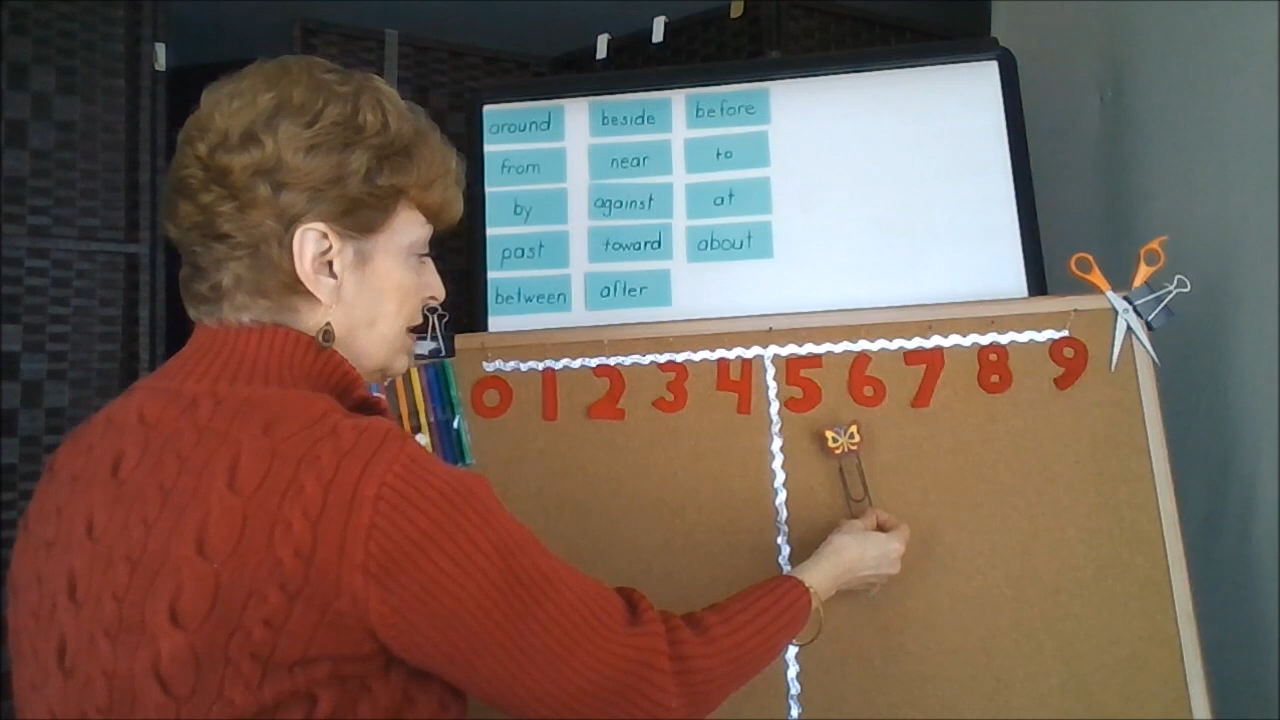 around beside before
from near to
by against at
past toward about
between after
0 1 2 3 4 5 6 7 8 9